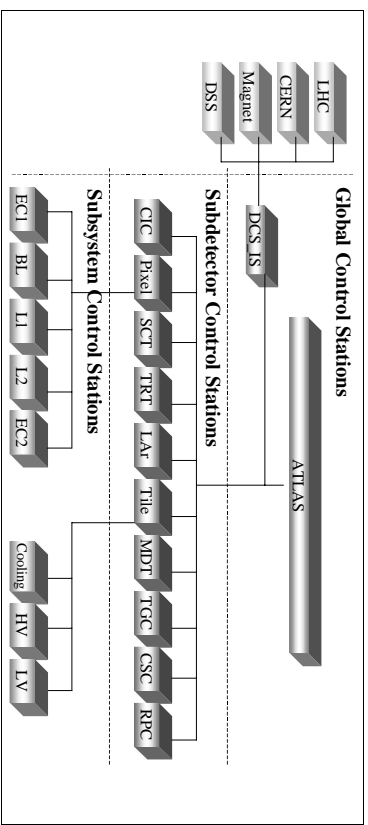 Global Control Stations
ATLAS
LHC
CERN
Magnet
DSS
DCS_IS
Subdetector Control Stations
CIC
Pixel
SCT
TRT
LAr
Tile
MDT
TGC
CSC
RPC
Subsystem Control Stations
EC1
BL
L1
L2
EC2
Cooling
HV
LV